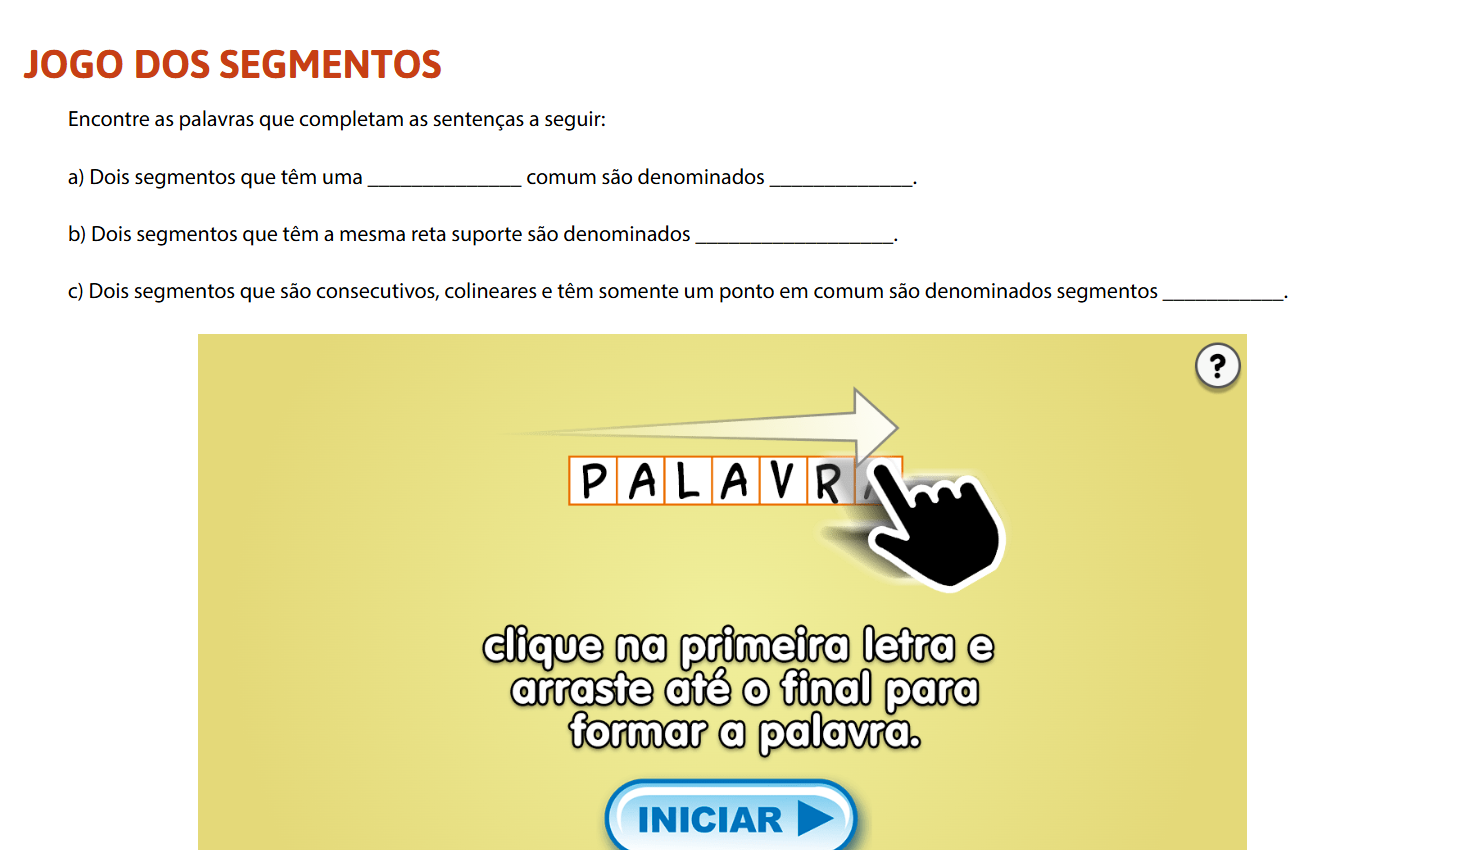 JOGO DOS SEGMENTOS
Encontre as palavras que completam as sentenças a seguir:
a) Dois segmentos que têm uma ______________ comum são denominados _____________.
b) Dois segmentos que têm a mesma reta suporte são denominados __________________.
c) Dois segmentos que são consecutivos, colineares e têm somente um ponto em comum são denominados segmentos ___________.
?
PALAVRA
clique na primeira letra e
arraste até o final para
formar a palavra.
INICIAR